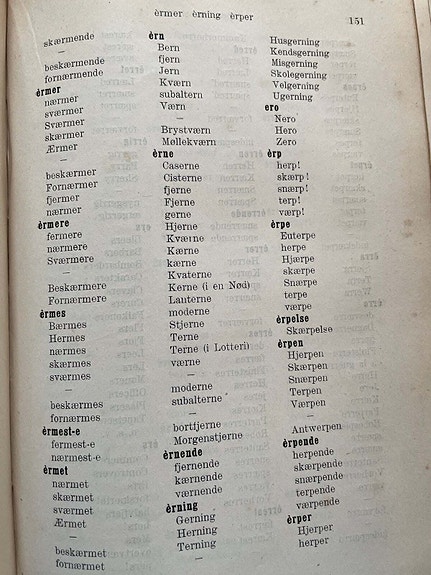 èrmer èrning èrper
151
skærmende
—
beskærmende
fornærmende
èrmer
nærmer
sværmer
Sværmer
skærmer
Ærmer
—
beskærmer
Fornærmer
fjermer
nærmer
èrmere
fermere
nærmere
Sværmere
—
Beskærmere
Fornærmere
èrmes
Bærmes
Hermes
nærmes
skærmes
sværmes
—
beskærmes
fornærmes
èrmest-e
fermest-e
nærmest-e
èrmet
nærmet
skærmet
sværmet
Ærmet
—
beskærmet
fornærmet
èrn
Bern
fjern
Jern
Kværn
subaltern
Værn
—
Brystværn
Møllekværn
èrne
Caserne
Cisterne
fjerne
Fjerne
gerne
Hjerne
Kværne
Kærne
kærne
Kvaterne
Kerne (i en Nød)
Lanterne
moderne
Stjerne
Terne
Terne (i Lotteri)
værne
—
moderne
subalterne
—
bortfjerne
Morgenstjerne
èrnende
fjernende
kærnende
værnende
èrning
Gerning
Herning
Terning
—
Husgerning
Kendsgerning
Misgerning
Skolegerning
Velgerning
Ugerning
ero
Nero
Hero
Zero
èrp
herp!
skærp!
snærp!
terp!
værp!
èrpe
Euterpe
herpe
Hjærpe
skærpe
Snærpe
terpe
værpe
èrpelse
Skærpelse
èrpen
Hjerpen
Skærpen
Snærpen
Terpen
Værpen
—
Antwerpen
èrpende
herpende
skærpende
snærpende
terpende
værpende
èrper
Hjerper
herper